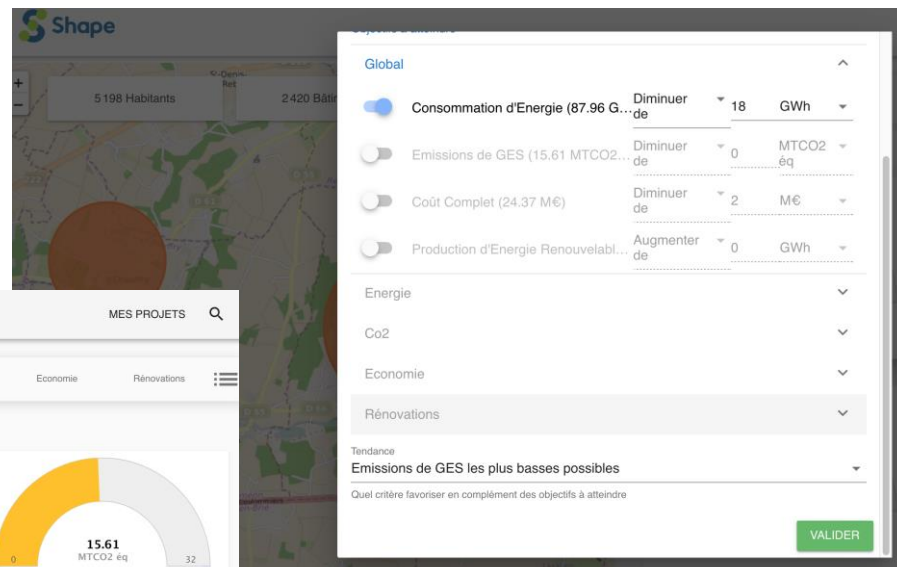 Shape
Global
5 198 Habitants
2 420 Bâtir
Consommation d'Energie (87.96 G… Diminuer de 18 GWh
Emissions de GES (15.61 MTCO2… Diminuer de 0 MTCO2 éq
Coût Complet (24.37 M€) Diminuer de 2 M€
Production d'Energie Renouvelabl… Augmenter de 0 GWh
Energie
Co2
Economie
Rénovations
Tendance
Emissions de GES les plus basses possibles
Quel critère favoriser en complément des objectifs à atteindre
VALIDER
MES PROJETS
Economie Rénovations
15.61
MTCO2 éq
0 32